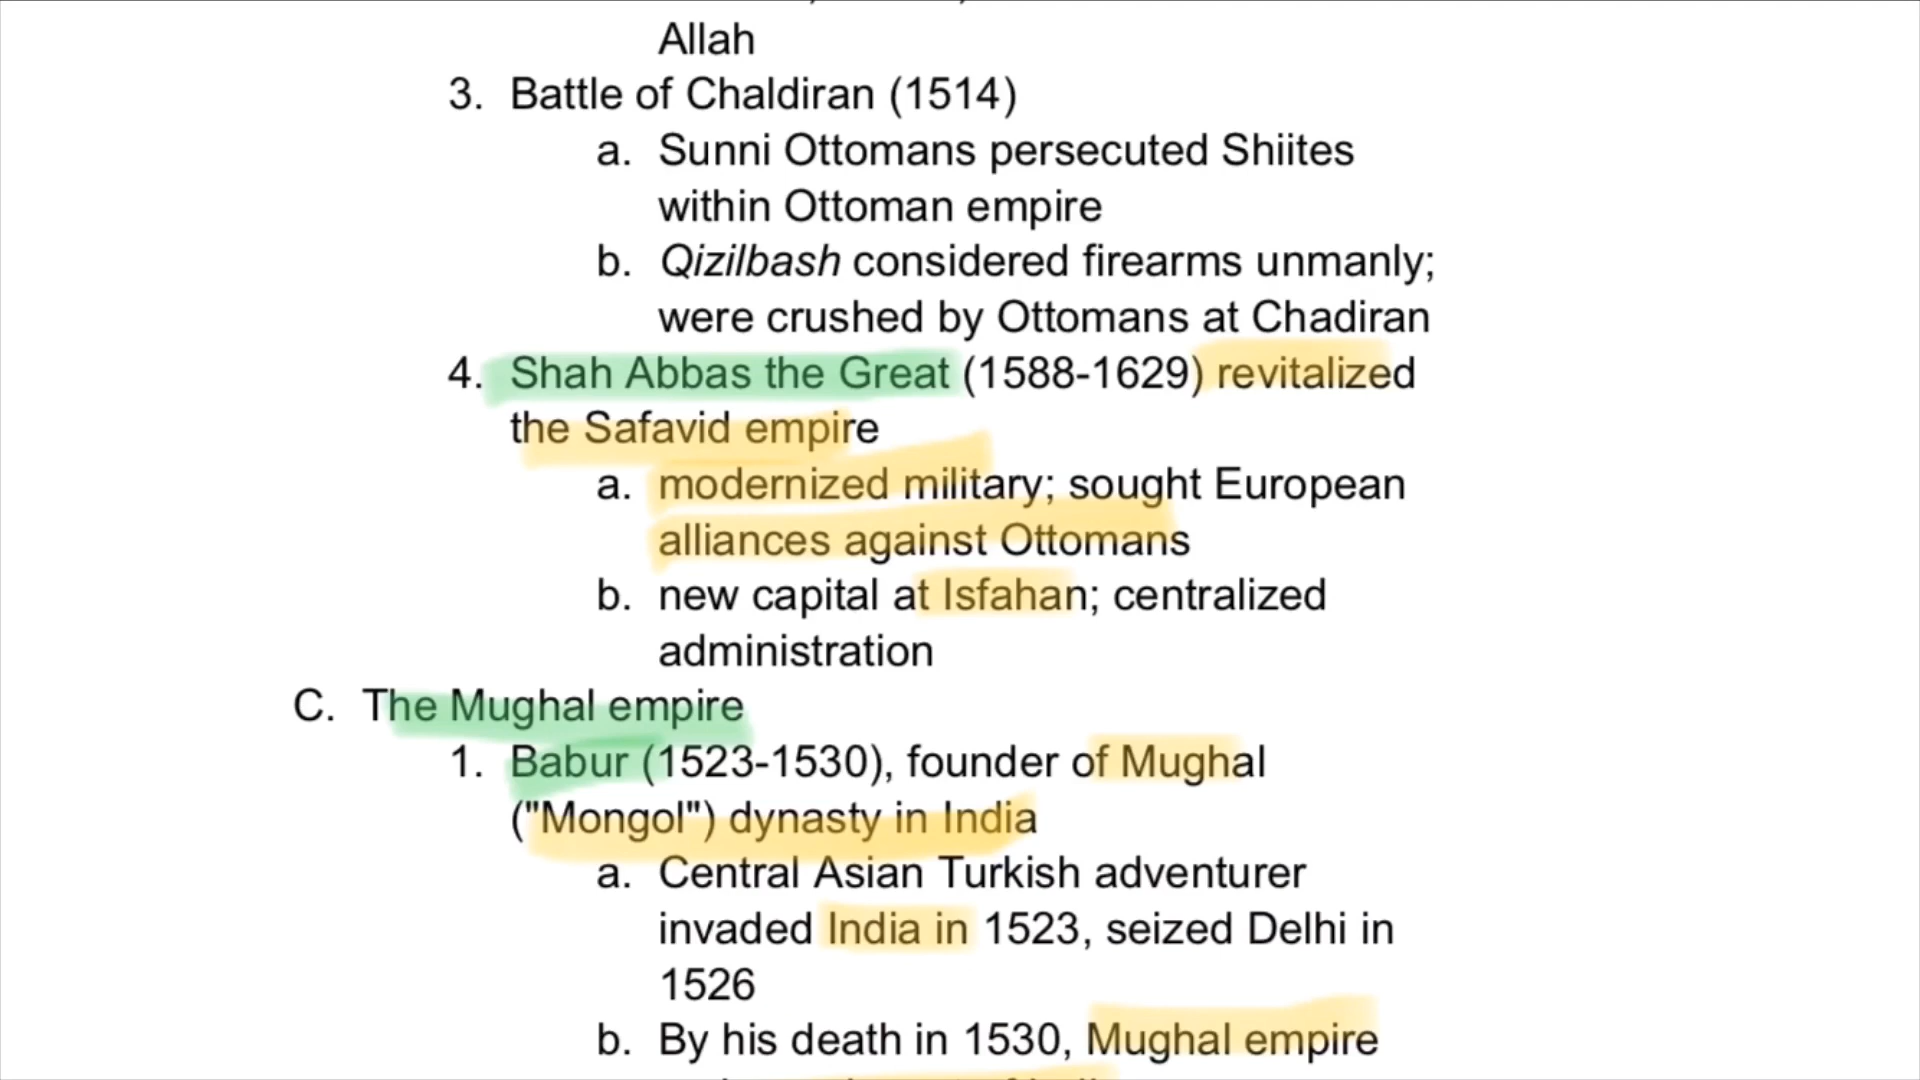 Allah
3. Battle of Chaldiran (1514)
a. Sunni Ottomans persecuted Shiites
within Ottoman empire
b. Qizilbash considered firearms unmanly;
were crushed by Ottomans at Chadiran
4. Shah Abbas the Great (1588-1629) revitalized
the Safavid empire
a. modernized military; sought European
alliances against Ottomans
b. new capital at Isfahan; centralized
administration
C. The Mughal empire
1. Babur (1523-1530), founder of Mughal
("Mongol") dynasty in India
a. Central Asian Turkish adventurer
invaded India in 1523, seized Delhi in
1526
b. By his death in 1530, Mughal empire